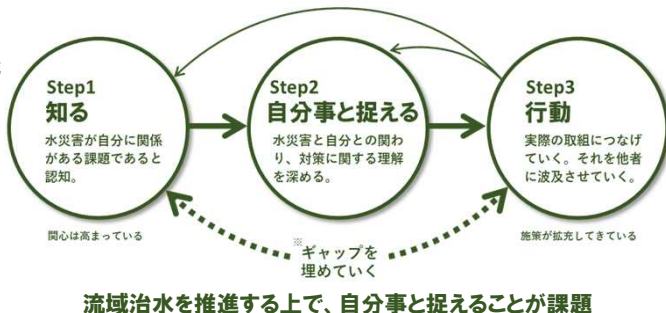 Step1
知る
水災害が自分に関係
がある課題であると
認知。
関心は高まっている
Step2
自分事と捉える
水災害と自分との関わ
り、対策に関する理解
を深める。
Step3
行動
実際の取組につなげ
ていく。それを他者
に波及させていく。
施策が拡充してきている
※ギャップを
埋めていく
流域治水を推進する上で、自分事と捉えることが課題